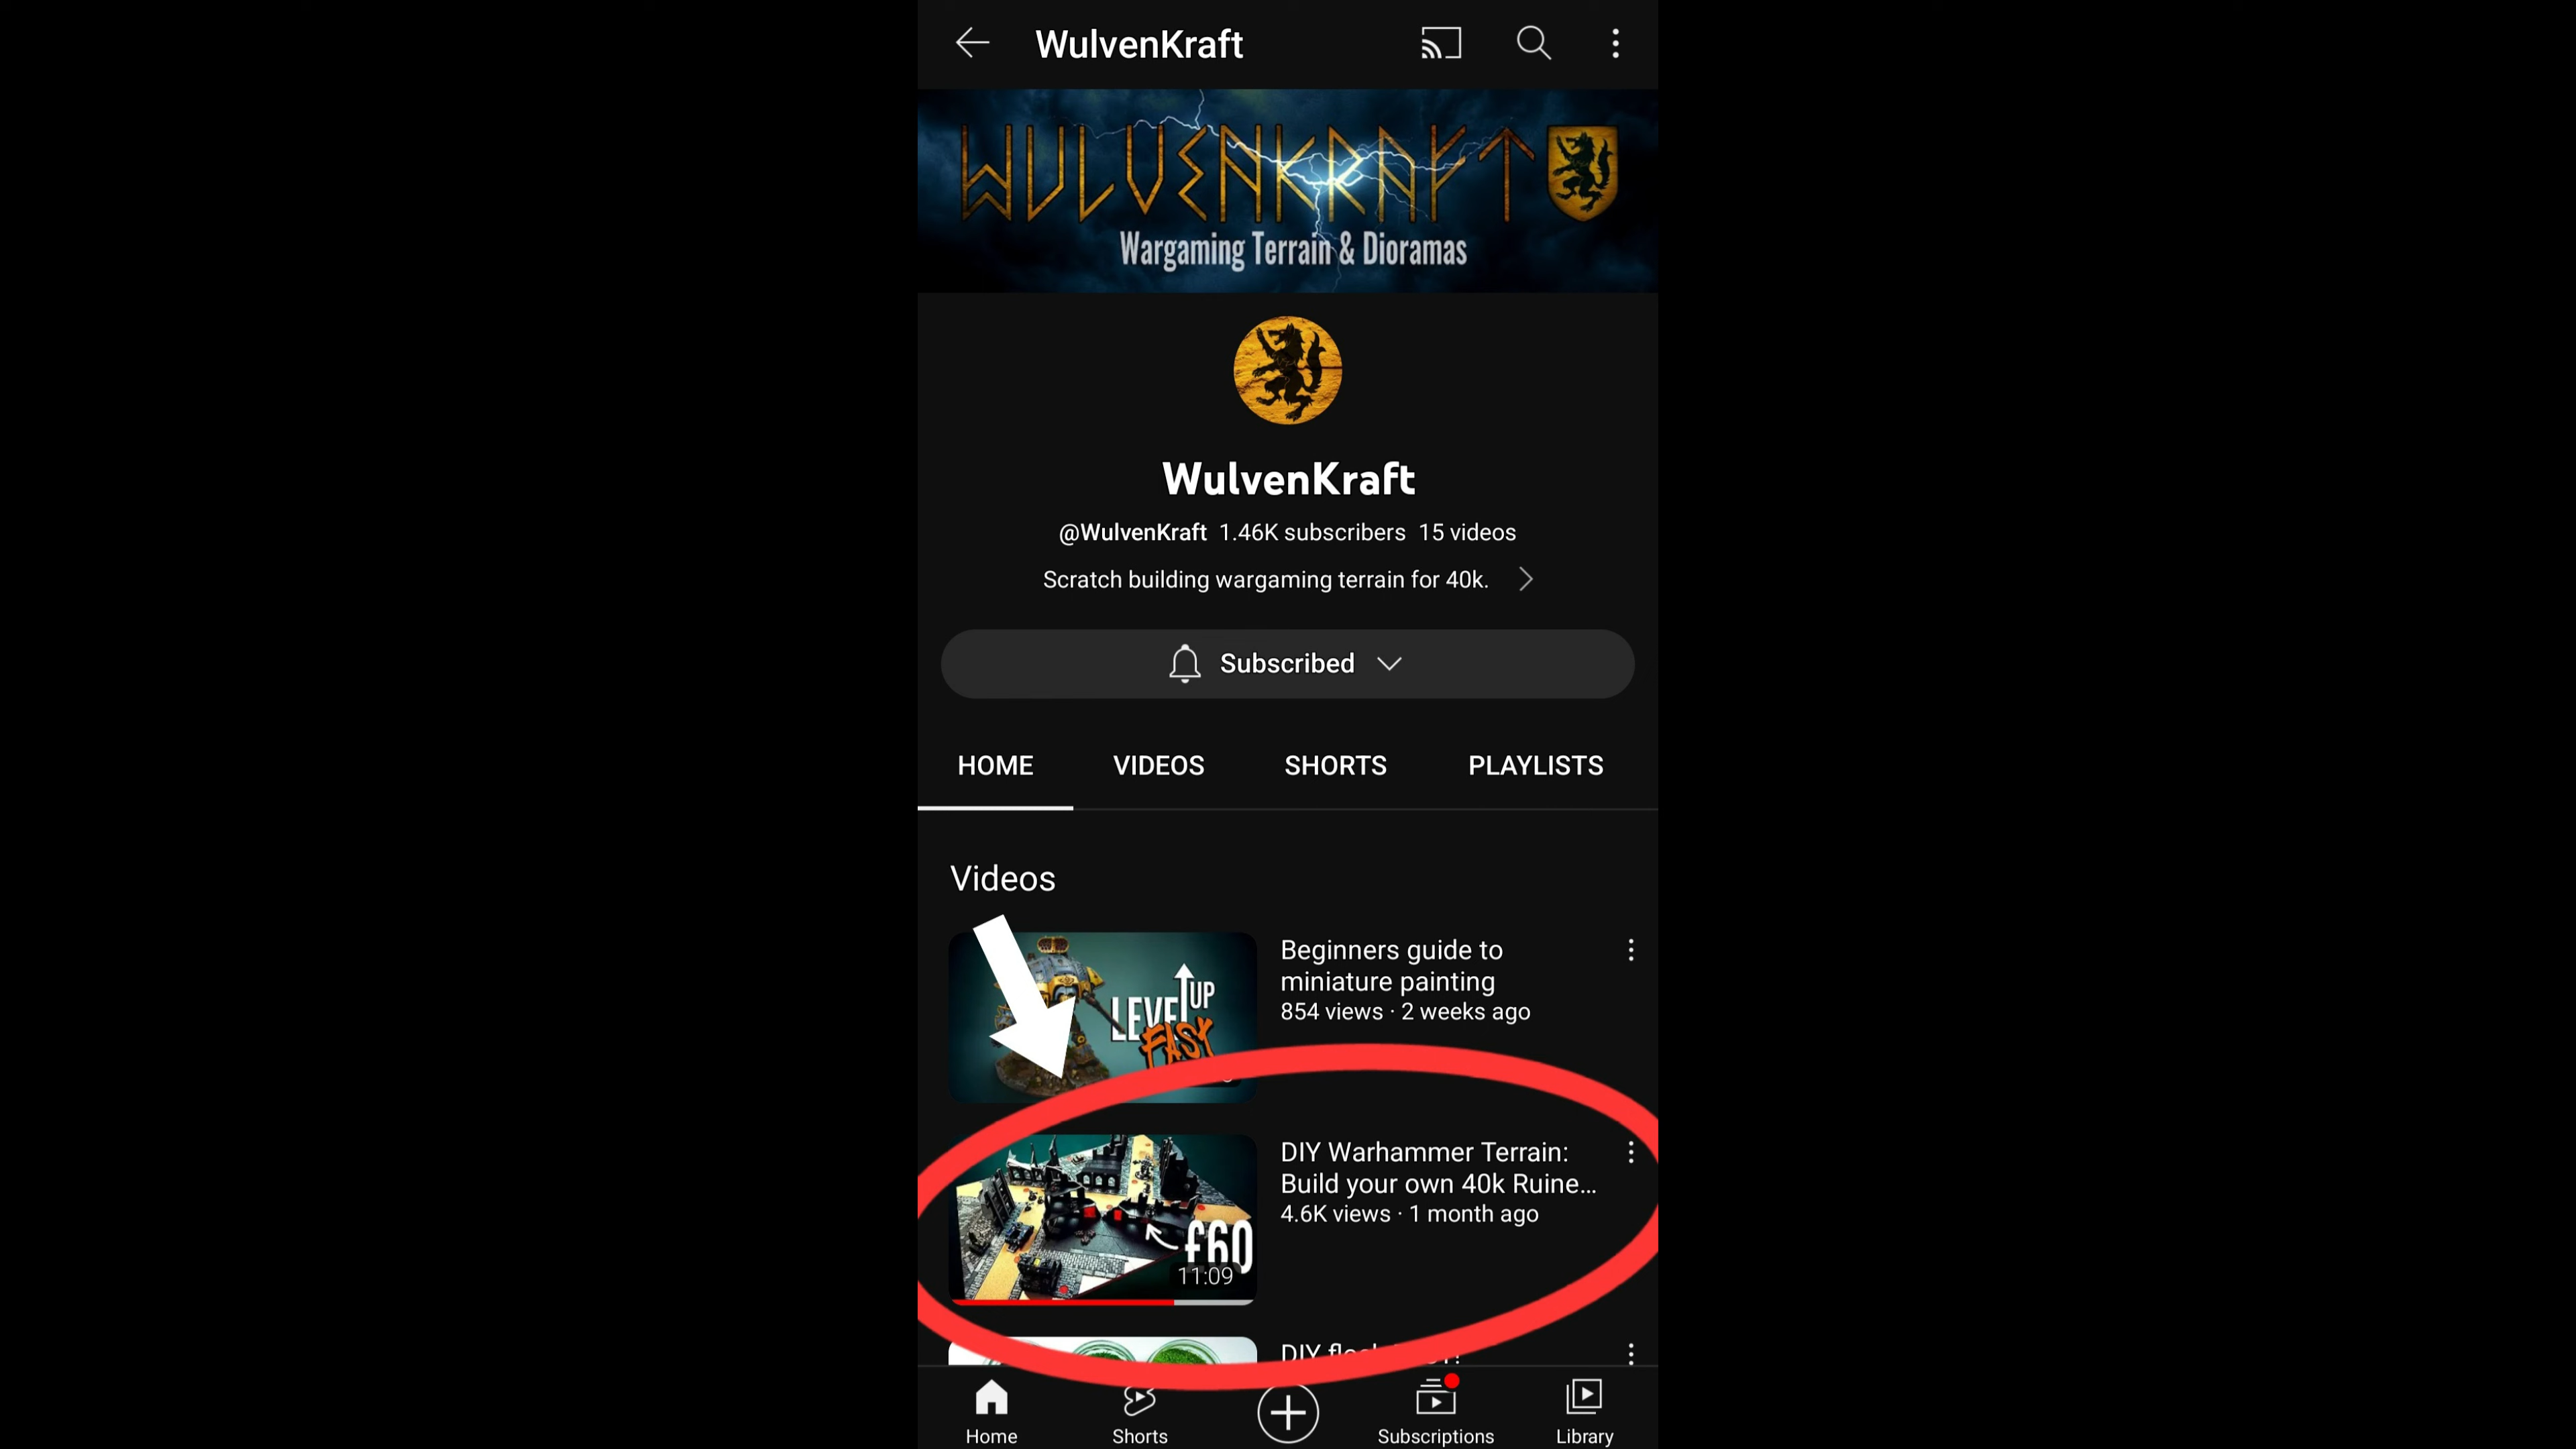 WulvenKraft
WULVENKRAFT
Wargaming Terrain & Dioramas
WulvenKraft
@WulvenKraft 1.46K subscribers 15 videos
Scratch building wargaming terrain for 40k.
Subscribed
HOME VIDEOS SHORTS PLAYLISTS
Videos
LEVEL UP
FAST
Beginners guide to
miniature painting
854 views · 2 weeks ago
£60
11:09
DIY Warhammer Terrain:
Build your own 40k Ruine...
4.6K views · 1 month ago
DIY
Home Shorts Subscriptions Library